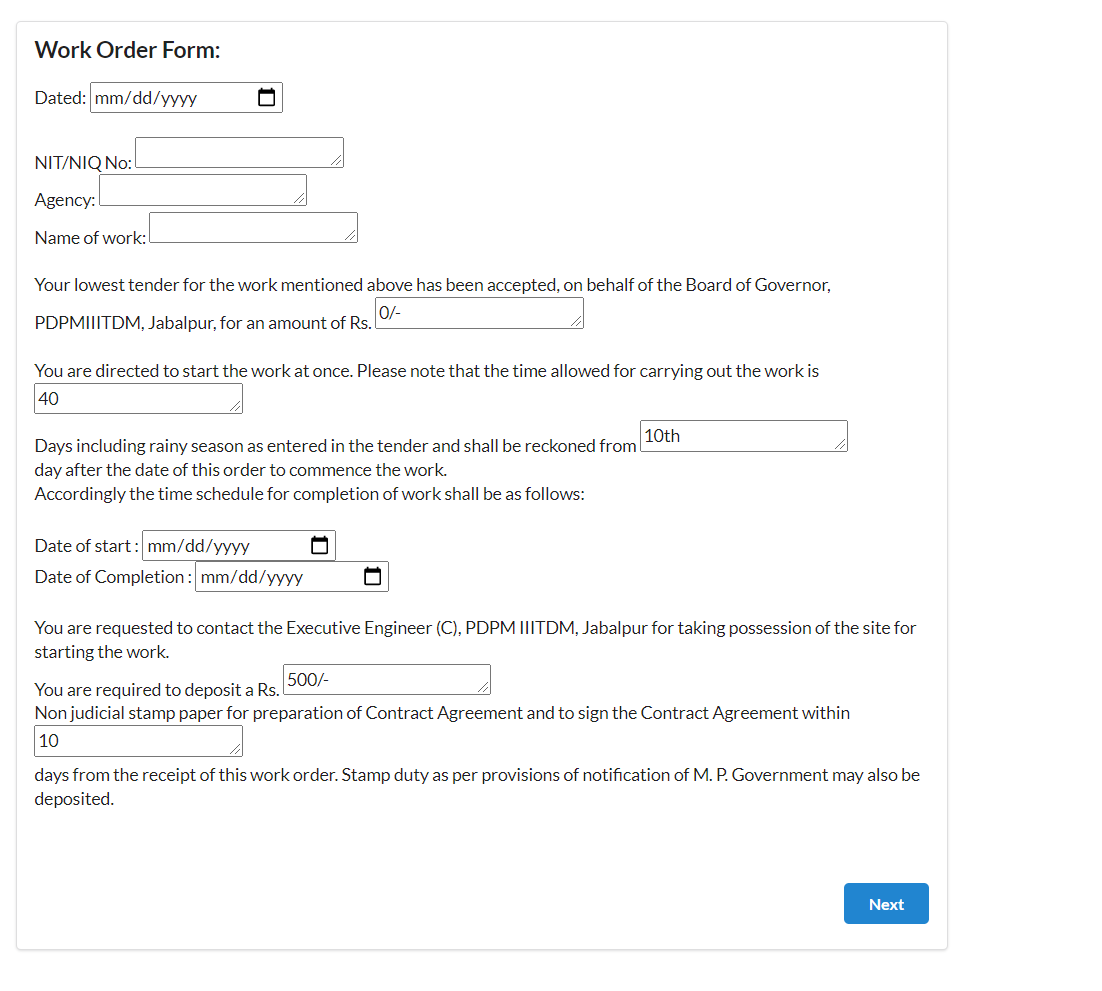 Work Order Form:
Dated: mm/dd/yyyy
NIT/NIQ No:
Agency:
Name of work:
Your lowest tender for the work mentioned above has been accepted, on behalf of the Board of Governor,
PDPMIIITDM, Jabalpur, for an amount of Rs. 0/-
You are directed to start the work at once. Please note that the time allowed for carrying out the work is
40
Days including rainy season as entered in the tender and shall be reckoned from 10th
day after the date of this order to commence the work.
Accordingly the time schedule for completion of work shall be as follows:
Date of start : mm/dd/yyyy
Date of Completion : mm/dd/yyyy
You are requested to contact the Executive Engineer (C), PDPM IIITDM, Jabalpur for taking possession of the site for
starting the work.
You are required to deposit a Rs. 500/-
Non judicial stamp paper for preparation of Contract Agreement and to sign the Contract Agreement within
10
days from the receipt of this work order. Stamp duty as per provisions of notification of M. P. Government may also be
deposited.
Next